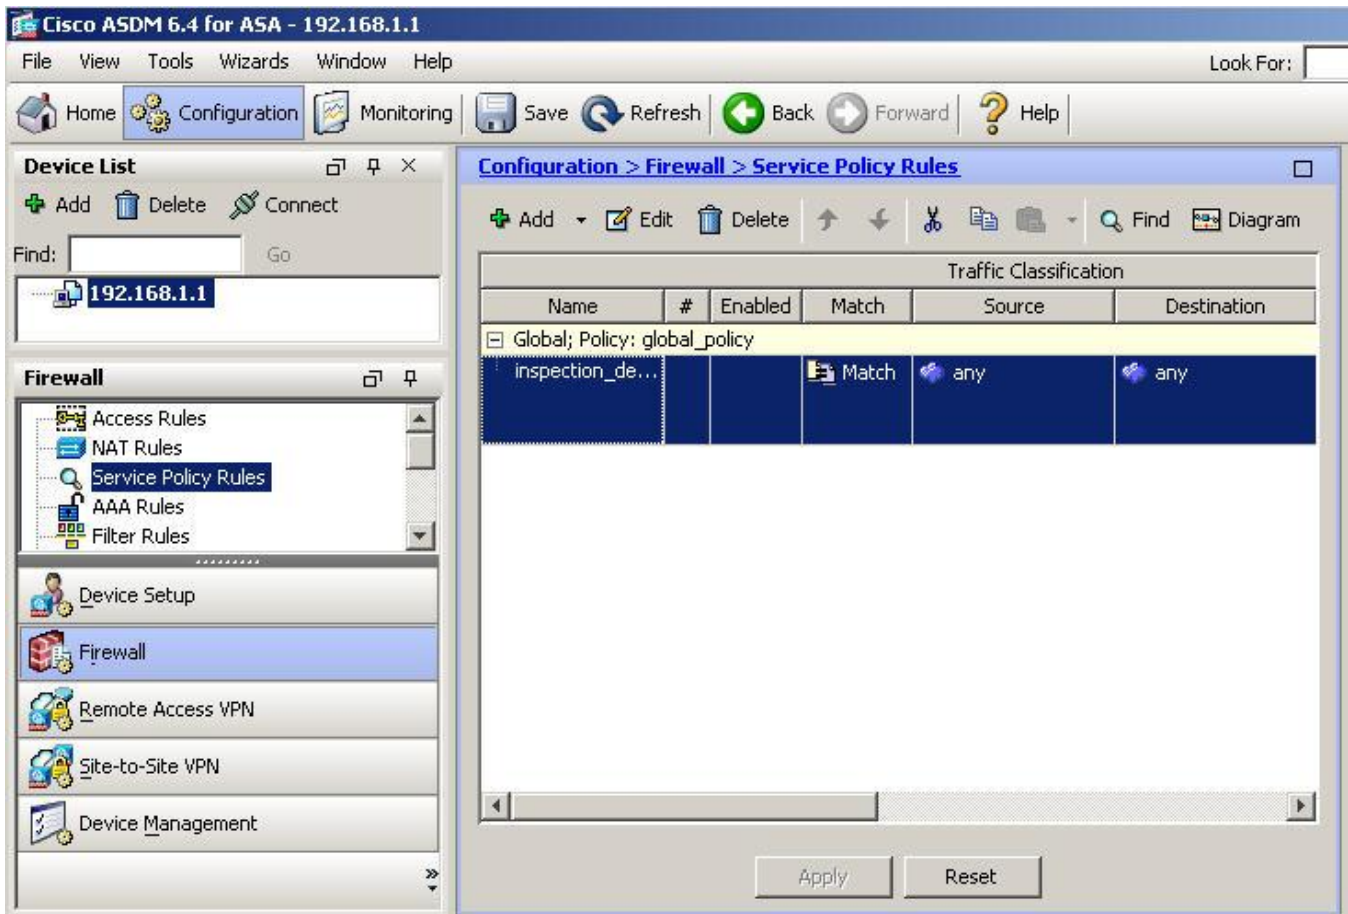 Cisco ASDM 6.4 for ASA - 192.168.1.1
File View Tools Wizards Window Help Look For:
Home Configuration Monitoring Save Refresh Back Forward Help
Device List
Add Delete Connect
Find: Go
192.168.1.1
Firewall
Access Rules
NAT Rules
Service Policy Rules
AAA Rules
Filter Rules
Device Setup
Firewall
Remote Access VPN
Site-to-Site VPN
Device Management
Configuration > Firewall > Service Policy Rules
Add Edit Delete Find Diagram
Traffic Classification
Name # Enabled Match Source Destination
Global; Policy: global_policy
inspection_de... Match any any
Apply Reset